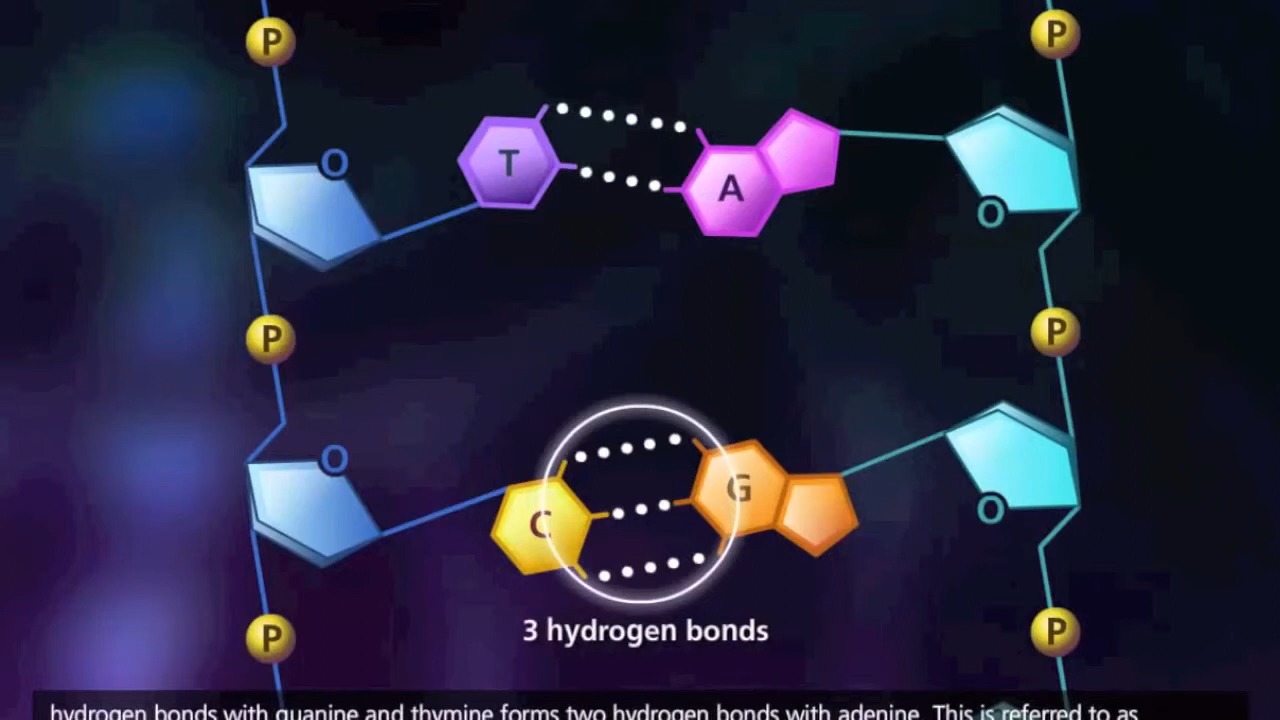 P P
O
T A
O
P P
O
G
C
O
P P
3 hydrogen bonds
hydrogen bonds with guanine and thymine forms two hydrogen bonds with adenine. This is referred to as